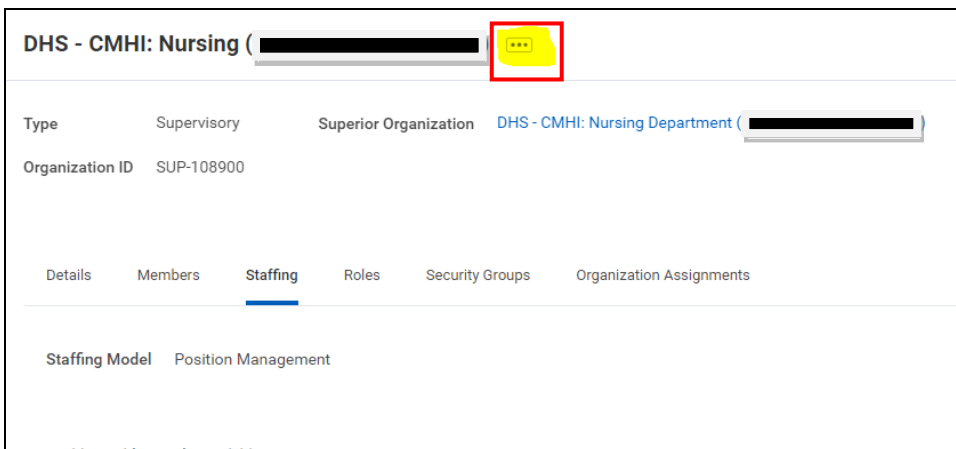 DHS - CMHI: Nursing (
Type Supervisory Superior Organization DHS - CMHI: Nursing Department ( )
Organization ID SUP-108900
Details Members Staffing Roles Security Groups Organization Assignments
Staffing Model Position Management